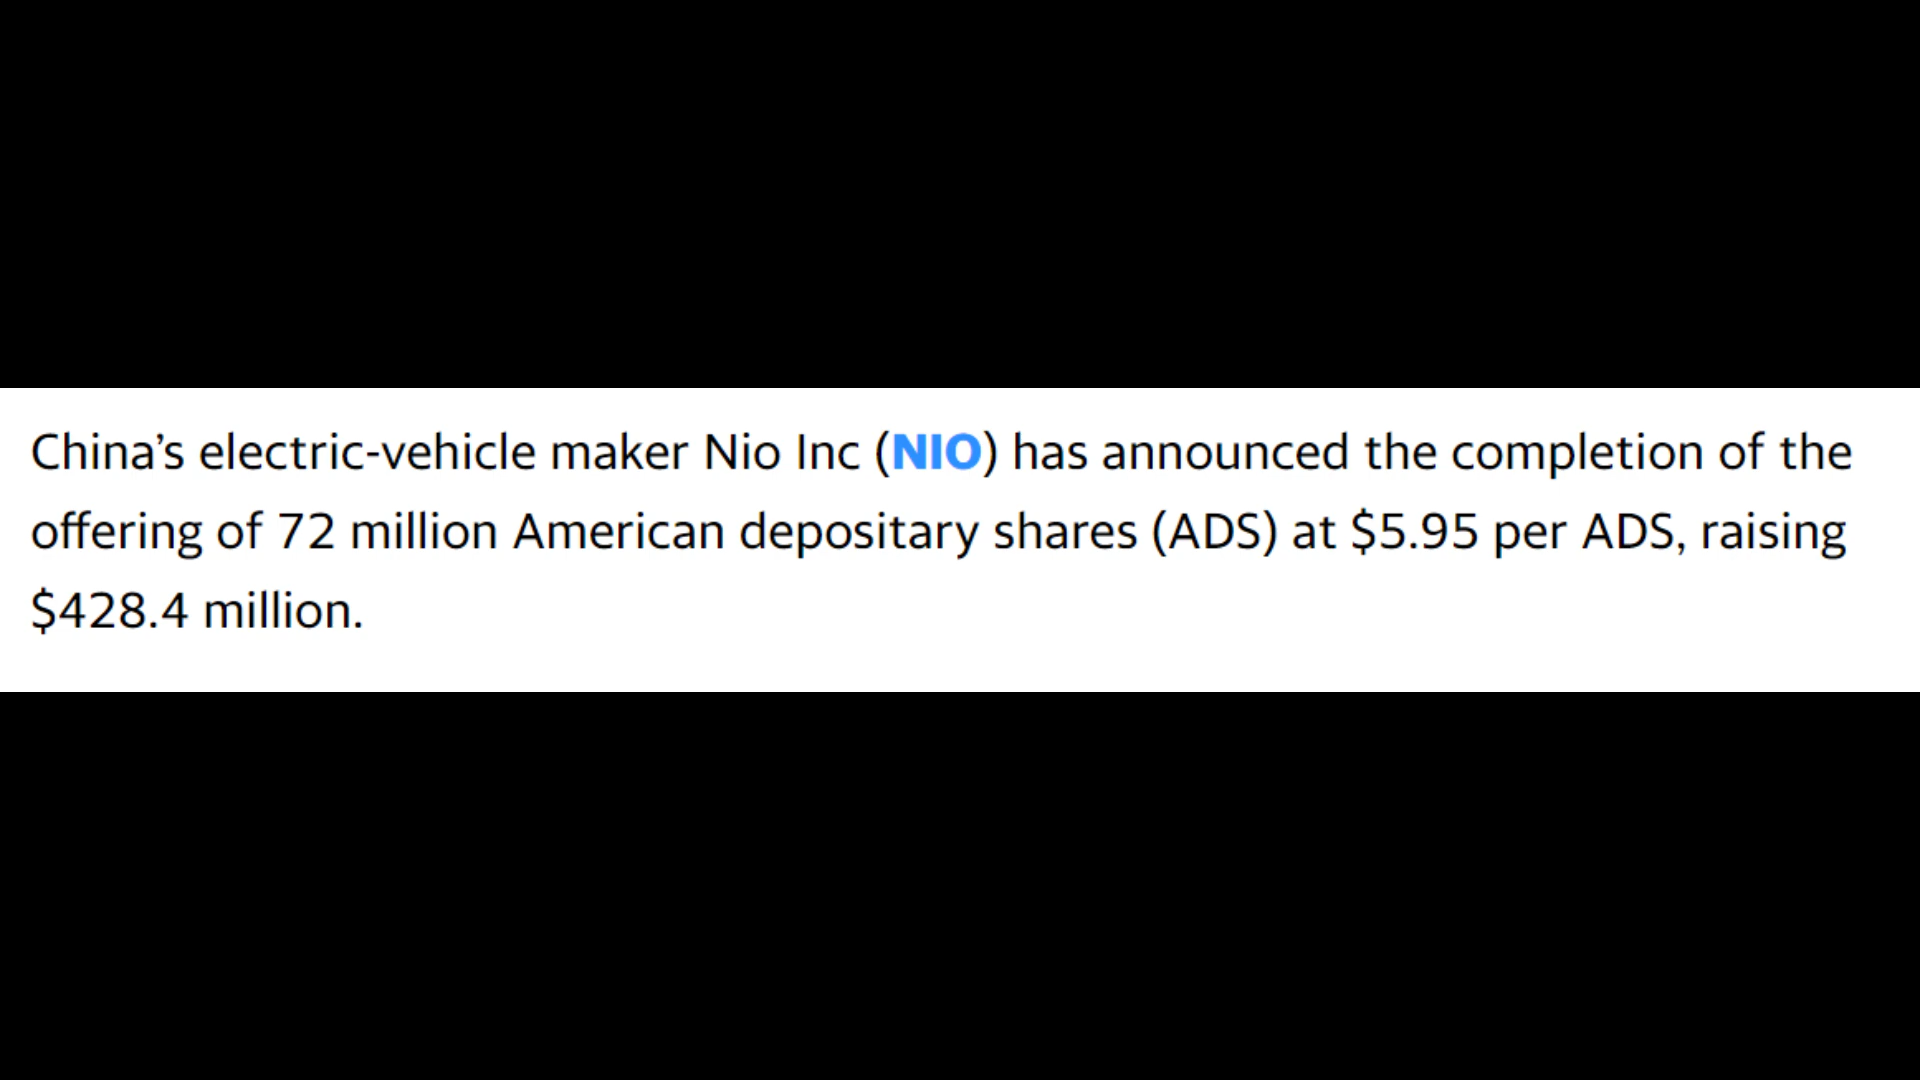 China’s electric-vehicle maker Nio Inc (NIO) has announced the completion of the
offering of 72 million American depositary shares (ADS) at $5.95 per ADS, raising
$428.4 million.